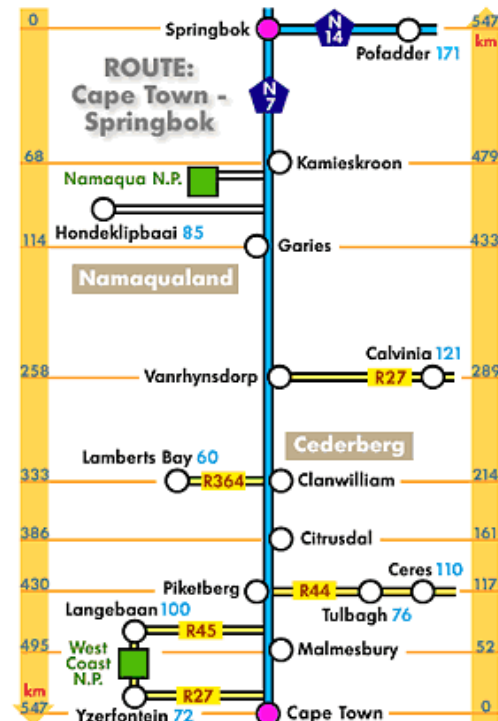 0
Springbok
N
14
547
km
Pofadder 171
ROUTE:
Cape Town -
Springbok
N
7
68
Kamieskroon
479
Namaqua N.P.
Hondeklipbaai 85
114
Garies
433
Namaqualand
Calvinia 121
258
Vanrhynsdorp
R27
289
Cederberg
Lamberts Bay 60
333
R364
Clanwilliam
214
386
Citrusdal
161
Ceres 110
430
Piketberg
R44
117
Tulbagh 76
Langebaan 100
R45
495
West
Coast
N.P.
Malmesbury
52
km
R27
547
Yzerfontein 72
Cape Town
0